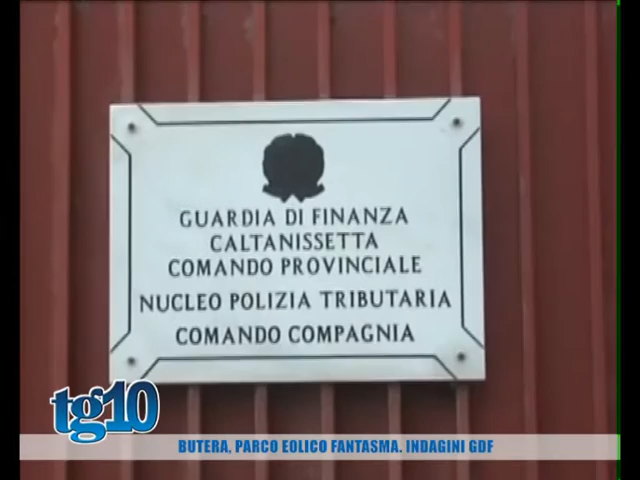 GUARDIA DI FINANZA
CALTANISSETTA
COMANDO PROVINCIALE
NUCLEO POLIZIA TRIBUTARIA
COMANDO COMPAGNIA
tg10
BUTERA, PARCO EOLICO FANTASMA. INDAGINI GDF